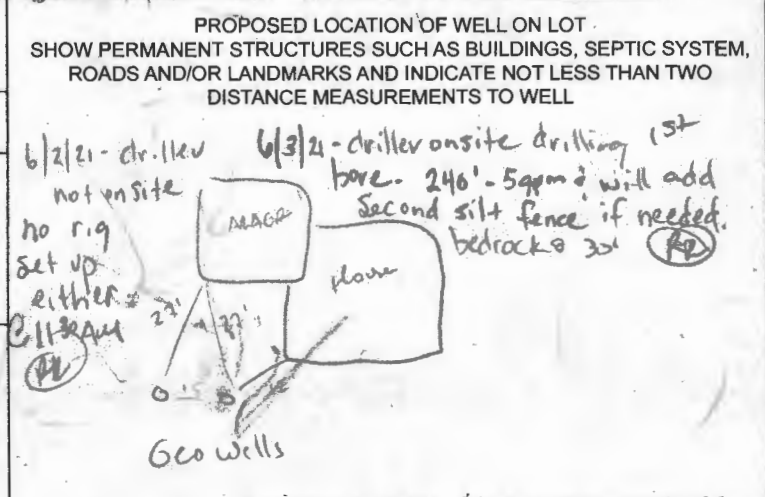 PROPOSED LOCATION OF WELL ON LOT
SHOW PERMANENT STRUCTURES SUCH AS BUILDINGS, SEPTIC SYSTEM,
ROADS AND/OR LANDMARKS AND INDICATE NOT LESS THAN TWO
DISTANCE MEASUREMENTS TO WELL
6/2/21 - driller
not onsite
no rig
set up
either
6/3/21 - driller onsite drilling 1st
bore - 240' - 5gpm & will add
second silt fence if needed.
bedrock @ 30'
GARAGE
House
27'
Geo Wells